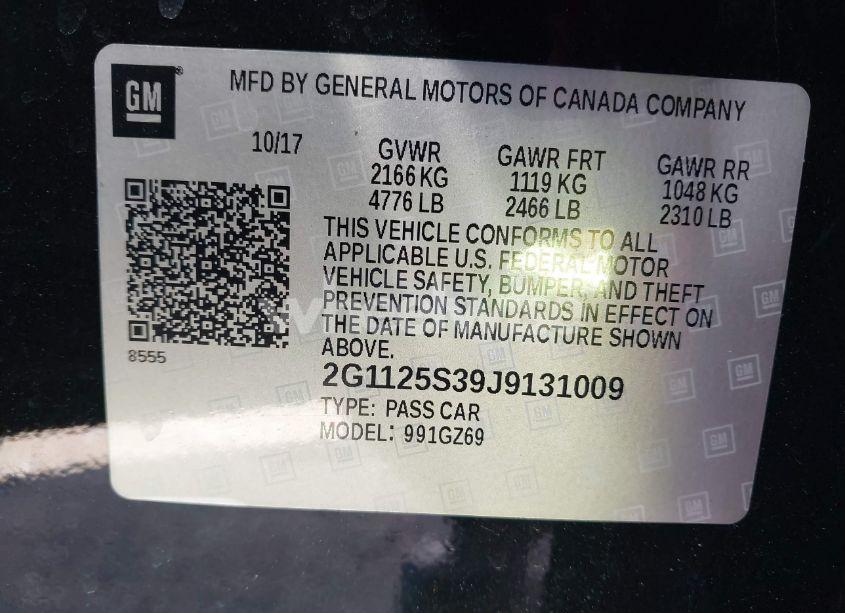 GM
MFD BY GENERAL MOTORS OF CANADA COMPANY
10/17
GVWR
2166 KG
4776 LB
GAWR FRT
1119 KG
2466 LB
GAWR RR
1048 KG
2310 LB
THIS VEHICLE CONFORMS TO ALL
APPLICABLE U.S. FEDERAL MOTOR
VEHICLE SAFETY, BUMPER, AND THEFT
PREVENTION STANDARDS IN EFFECT ON
THE DATE OF MANUFACTURE SHOWN
ABOVE.
8555
2G1125S39J9131009
TYPE: PASS CAR
MODEL: 991GZ69